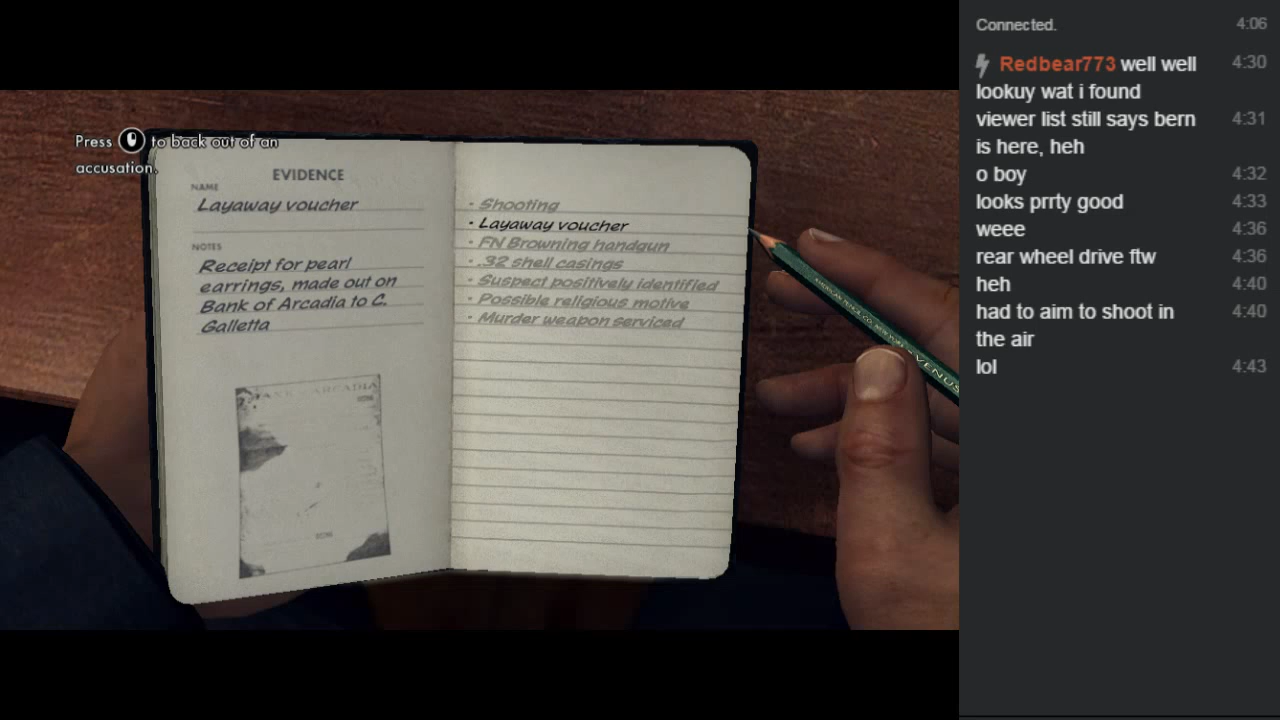 Press to back out of an
accusation.
EVIDENCE
NAME
Layaway voucher
NOTES
Receipt for pearl
earrings, made out on
Bank of Arcadia to C.
Galletta
- Shooting
- Layaway voucher
- FN Browning handgun
- .32 shell casings
- Suspect positively identified
- Possible religious motive
- Murder weapon serviced
VENUS
Connected. 4:06
Redbear773 well well 4:30
lookuy wat i found
viewer list still says bern 4:31
is here, heh
o boy 4:32
looks prrty good 4:33
weee 4:36
rear wheel drive ftw 4:36
heh 4:40
had to aim to shoot in 4:40
the air
lol 4:43